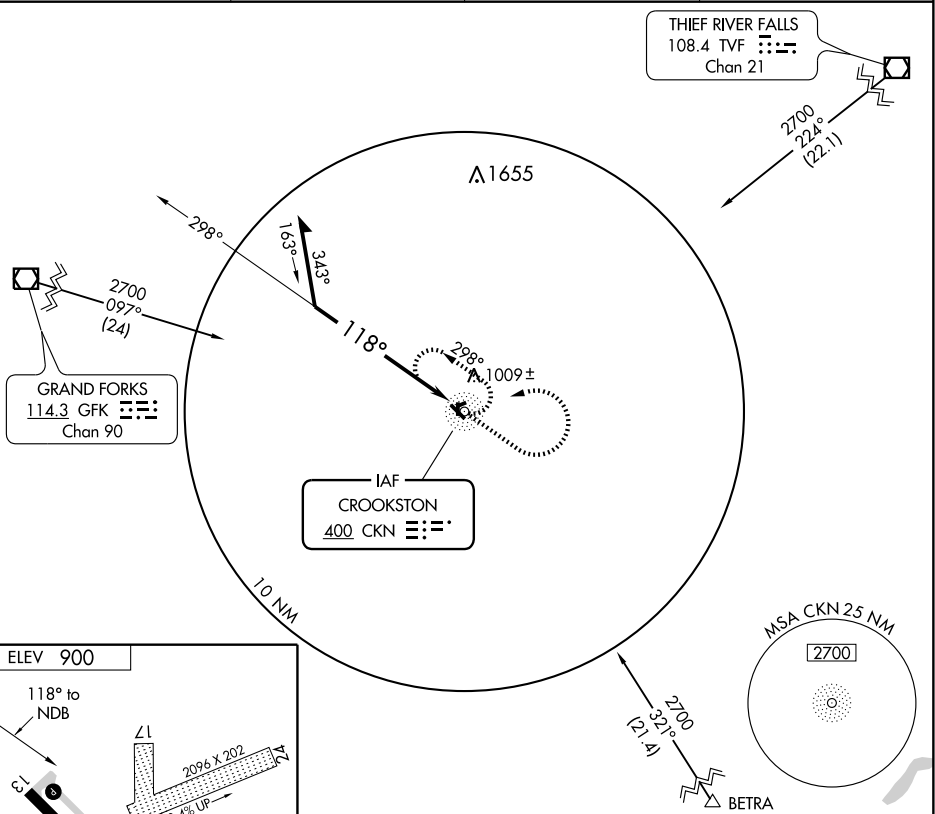 THIEF RIVER FALLS
108.4 TVF
Chan 21
2700
224°
(22.1)
1655
298°
163°
343°
2700
097°
(24)
118°
298°
1009 ±
GRAND FORKS
114.3 GFK
Chan 90
IAF
CROOKSTON
400 CKN
10 NM
MSA CKN 25 NM
2700
ELEV 900
118° to
NDB
17
2096 X 202
24
13
P
4% UP
2700
321°
(21.4)
BETRA